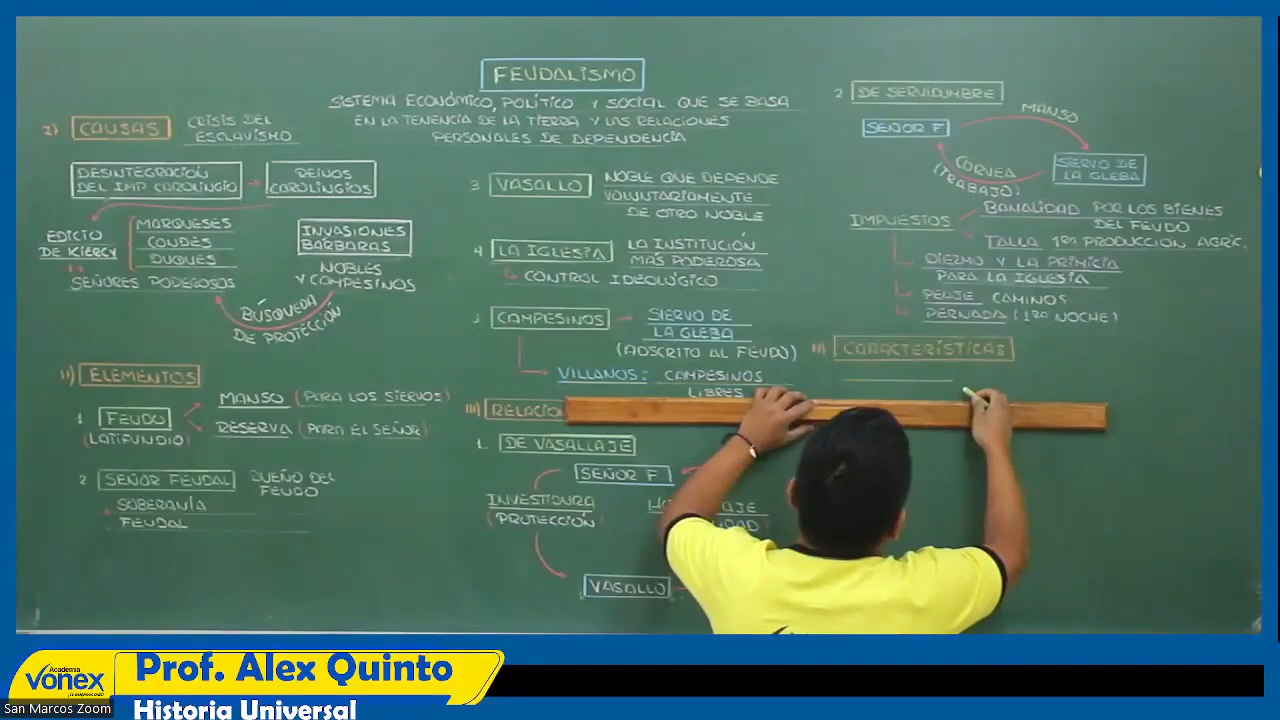 FEUDALISMO
SISTEMA ECONÓMICO, POLÍTICO Y SOCIAL QUE SE BASA
EN LA TENENCIA DE LA TIERRA Y LAS RELACIONES
PERSONALES DE DEPENDENCIA
I) CAUSAS
CRISIS DEL
ESCLAVISMO
DESINTEGRACIÓN
DEL IMP CAROLINGIO
REINOS
CAROLINGIOS
EDICIO
DE KIERCY
MARQUESES
CONDES
DUQUES
SEÑORES PODEROSOS
INVASIONES
BÁRBARAS
NOBLES
Y CAMPESINOS
BÚSQUEDA
DE PROTECCIÓN
II) ELEMENTOS
1 FEUDO
(LATIFUNDIO)
MANSO (PARA LOS SIERVOS)
RESERVA (PARA EL SEÑOR)
2 SEÑOR FEUDAL
DUEÑO DEL
FEUDO
SOBERANÍA
FEUDAL
3 VASALLO
NOBLE QUE DEPENDE
VOLUNTARIAMENTE
DE OTRO NOBLE
4 LA IGLESIA
LA INSTITUCIÓN
MÁS PODEROSA
CONTROL IDEOLÓGICO
5 CAMPESINOS
SIERVO DE
LA GLEBA
(ADSCRITO AL FEUDO)
VILLANOS: CAMPESINOS
LIBRES
III) RELACIO
1. DE VASALLAJE
SEÑOR F
INVESTIDURA
(PROTECCIÓN)
VASALLO
2 DE SERVIDUMBRE
SEÑOR F
MANSO
SIERVO DE
LA GLEBA
CORVEA
(TRABAJO)
IMPUESTOS
BANALIDAD POR LOS BIENES
DEL FEUDO
TALLA 1RA PRODUCCIÓN AGRIC.
DIEZMO Y LA PRIMICIA
PARA LA IGLESIA
PEAJE CAMINOS
PERNADA (1RA NOCHE)
CARACTERÍSTICAS
Academia
VONEX
Prof. Alex Quinto
Historia Universal
San Marcos Zoom